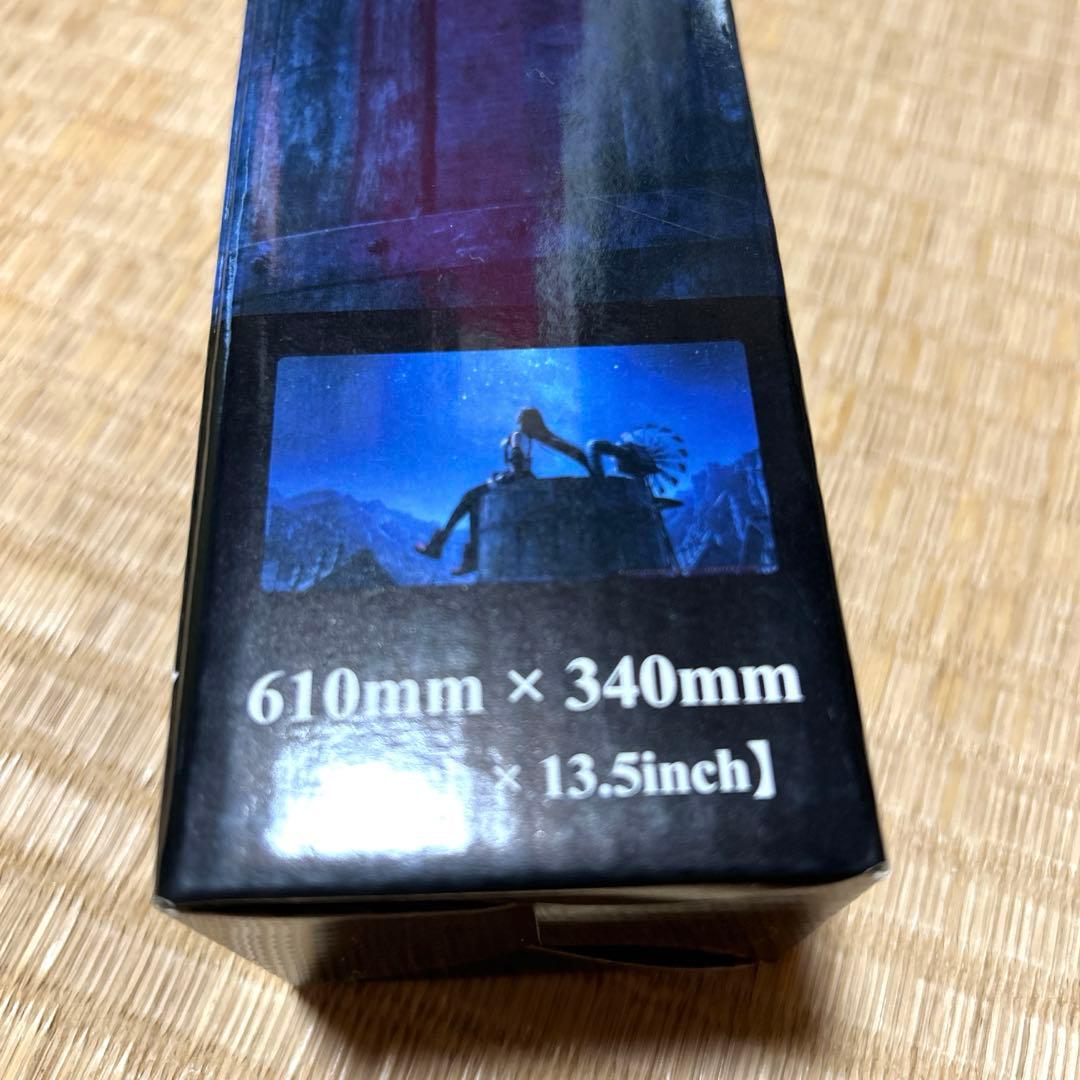 610mm × 340mm
× 13.5inch】